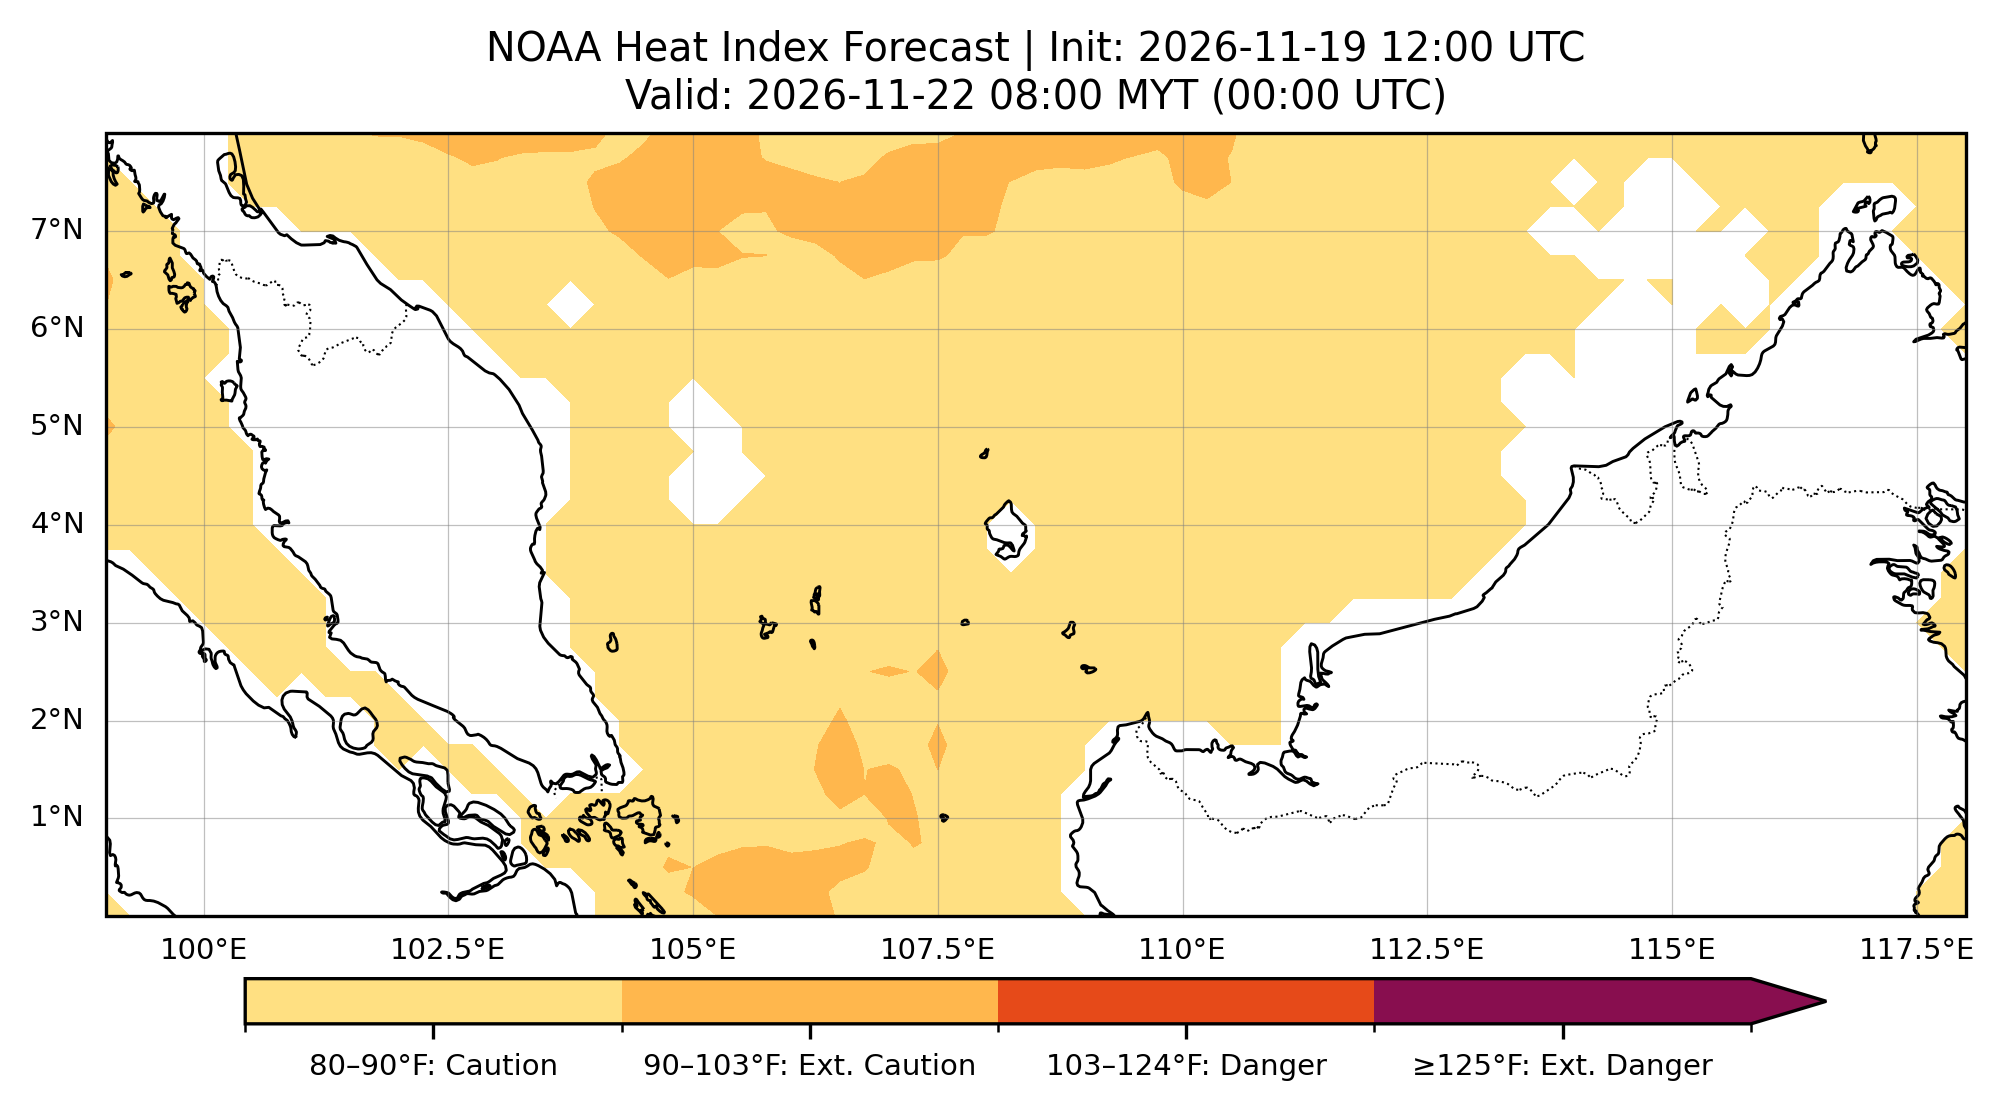 NOAA Heat Index Forecast | Init: 2026-11-19 12:00 UTC
Valid: 2026-11-22 08:00 MYT (00:00 UTC)
7°N
6°N
5°N
4°N
3°N
2°N
1°N
100°E 102.5°E 105°E 107.5°E 110°E 112.5°E 115°E 117.5°E
80–90°F: Caution 90–103°F: Ext. Caution 103–124°F: Danger ≥125°F: Ext. Danger